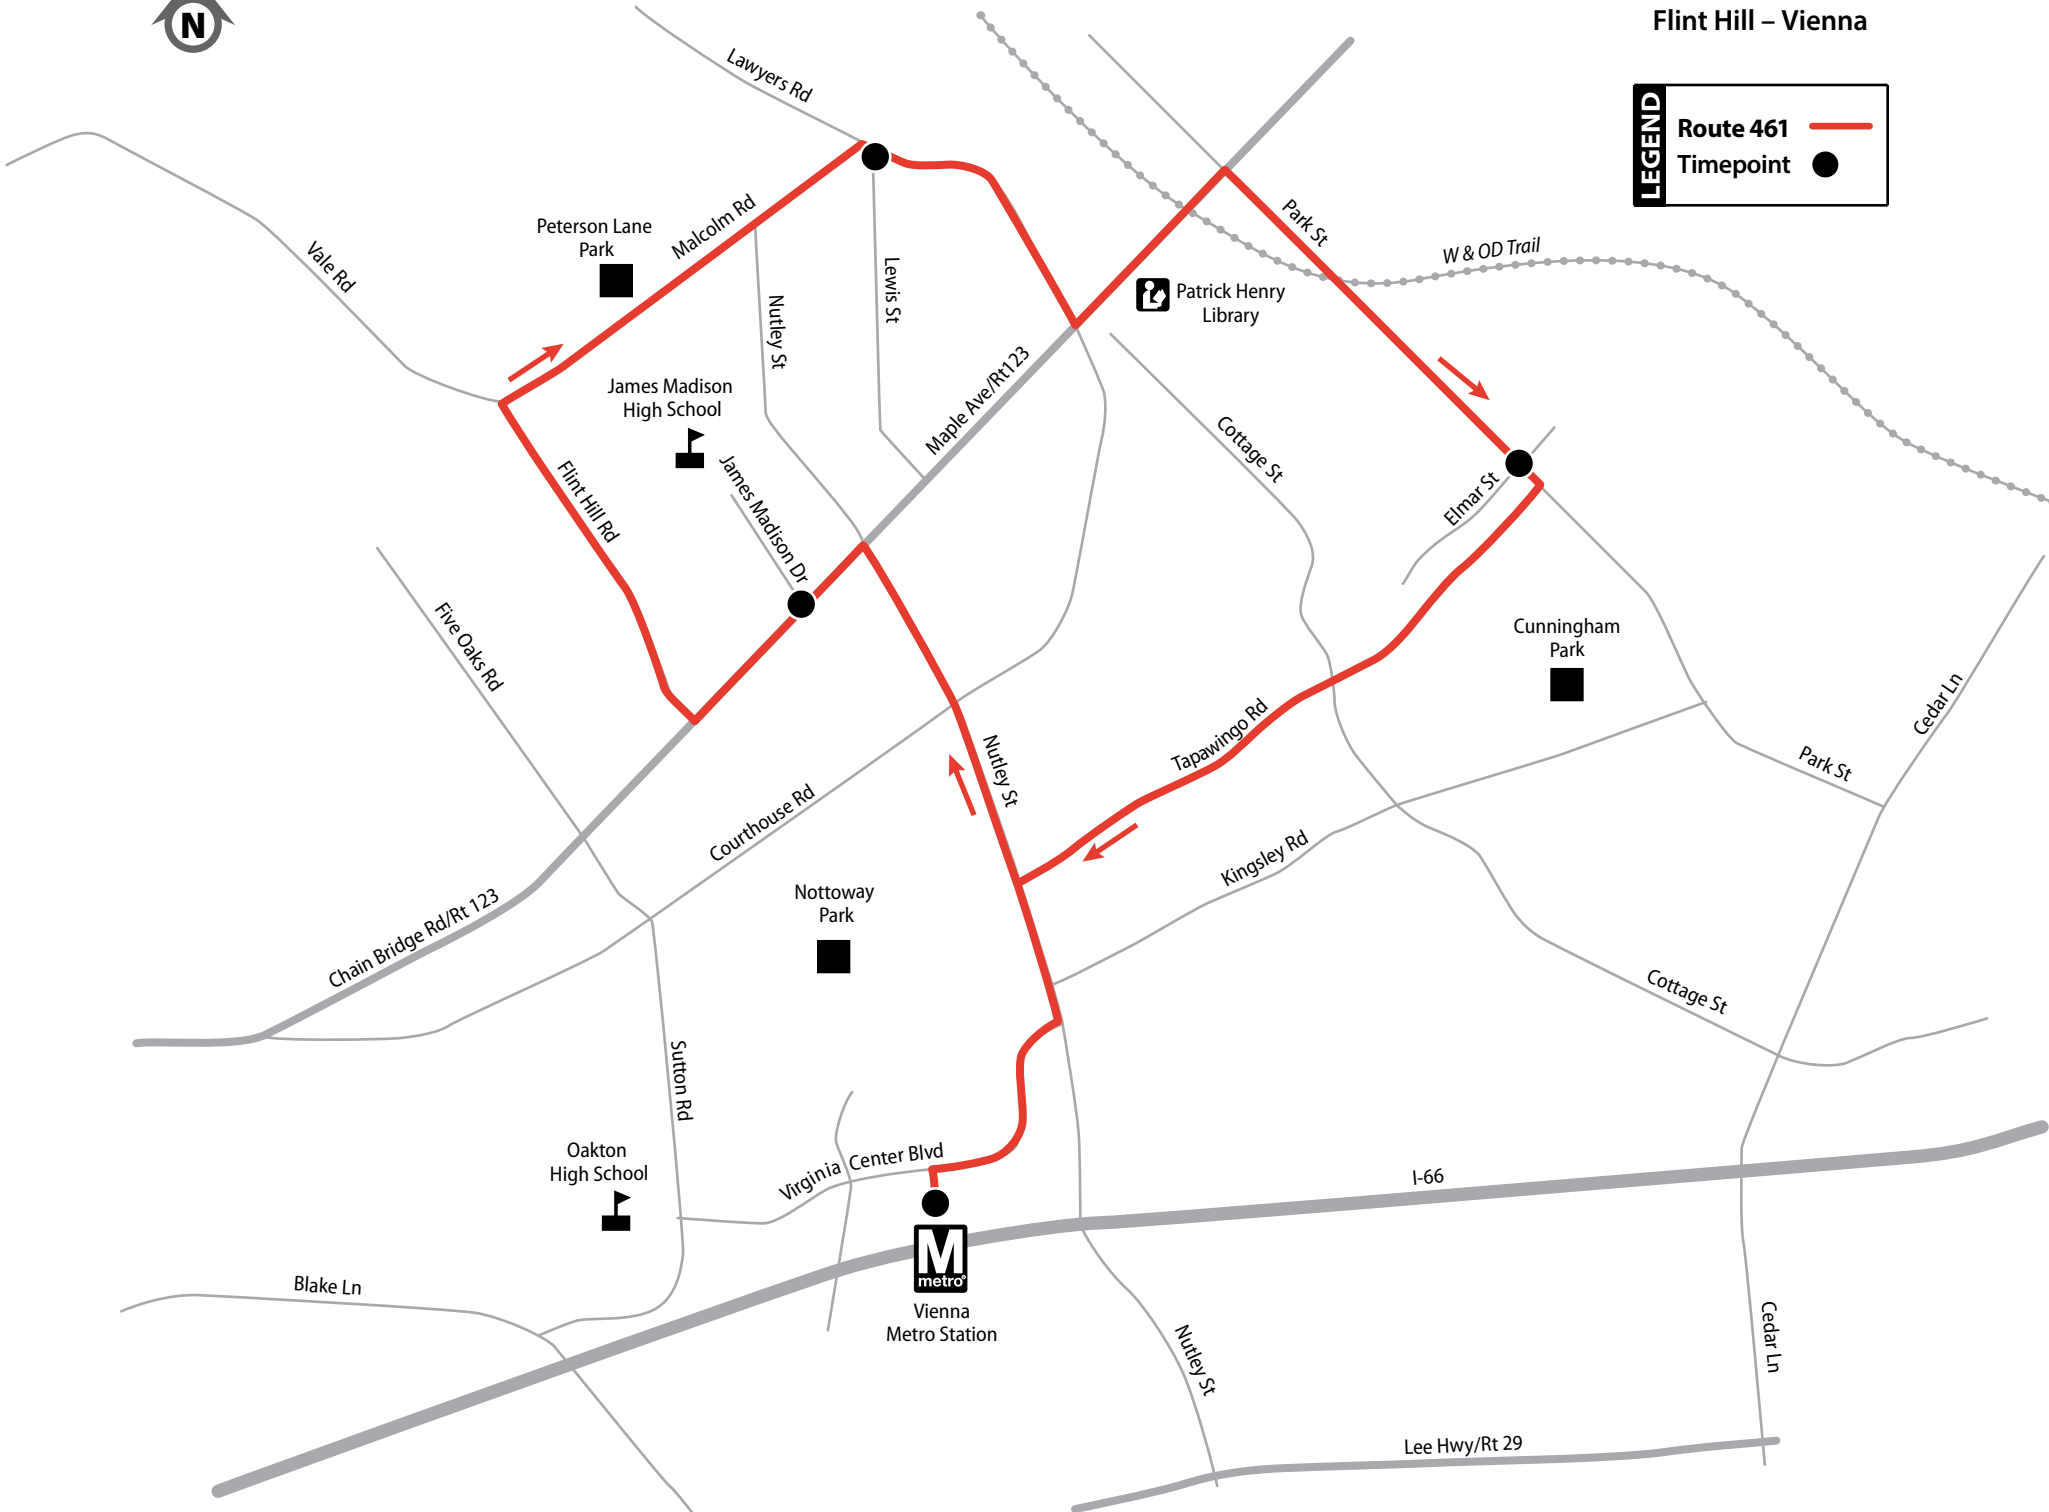 N
Flint Hill – Vienna
LEGEND
Route 461
Timepoint
Lawyers Rd
Park St
W & OD Trail
Peterson Lane
Park
Malcolm Rd
Vale Rd
Nutley St
Lewis St
Patrick Henry
Library
Maple Ave/Rt123
James Madison
High School
James Madison Dr
Flint Hill Rd
Cottage St
Elmar St
Five Oaks Rd
Cunningham
Park
Cedar Ln
Tapawingo Rd
Nutley St
Park St
Courthouse Rd
Kingsley Rd
Nottoway
Park
Chain Bridge Rd/Rt 123
Cottage St
Sutton Rd
Oakton
High School
Virginia Center Blvd
I-66
M
metro
Blake Ln
Vienna
Metro Station
Nutley St
Cedar Ln
Lee Hwy/Rt 29